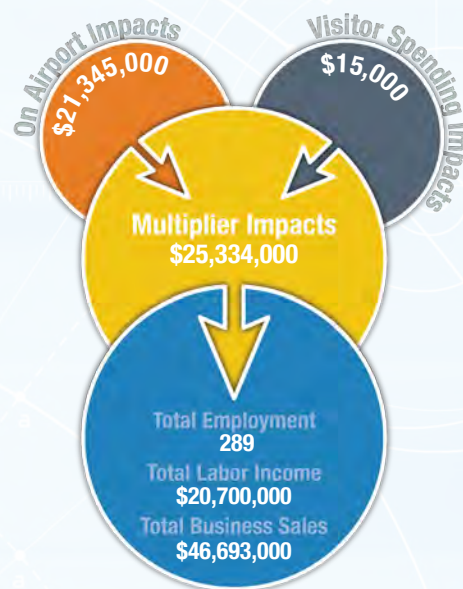 On Airport Impacts
$21,345,000
Visitor Spending Impacts
$15,000
Multiplier Impacts
$25,334,000
Total Employment
289
Total Labor Income
$20,700,000
Total Business Sales
$46,693,000